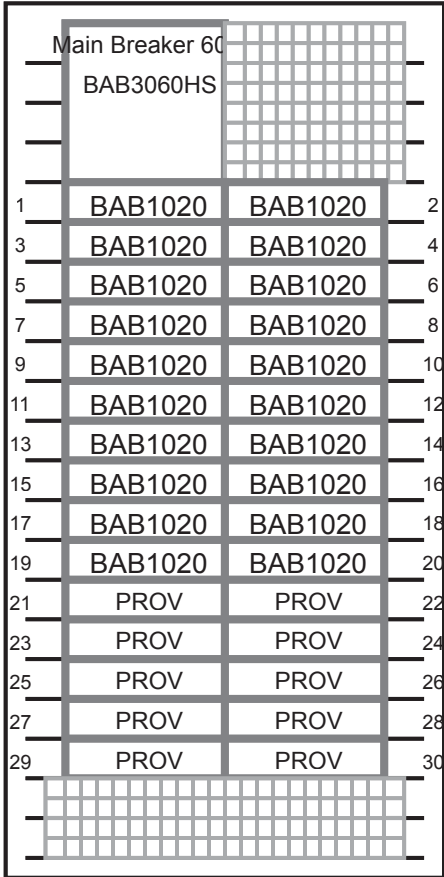 Main Breaker 60
BAB3060HS
1 BAB1020 BAB1020 2
3 BAB1020 BAB1020 4
5 BAB1020 BAB1020 6
7 BAB1020 BAB1020 8
9 BAB1020 BAB1020 10
11 BAB1020 BAB1020 12
13 BAB1020 BAB1020 14
15 BAB1020 BAB1020 16
17 BAB1020 BAB1020 18
19 BAB1020 BAB1020 20
21 PROV PROV 22
23 PROV PROV 24
25 PROV PROV 26
27 PROV PROV 28
29 PROV PROV 30